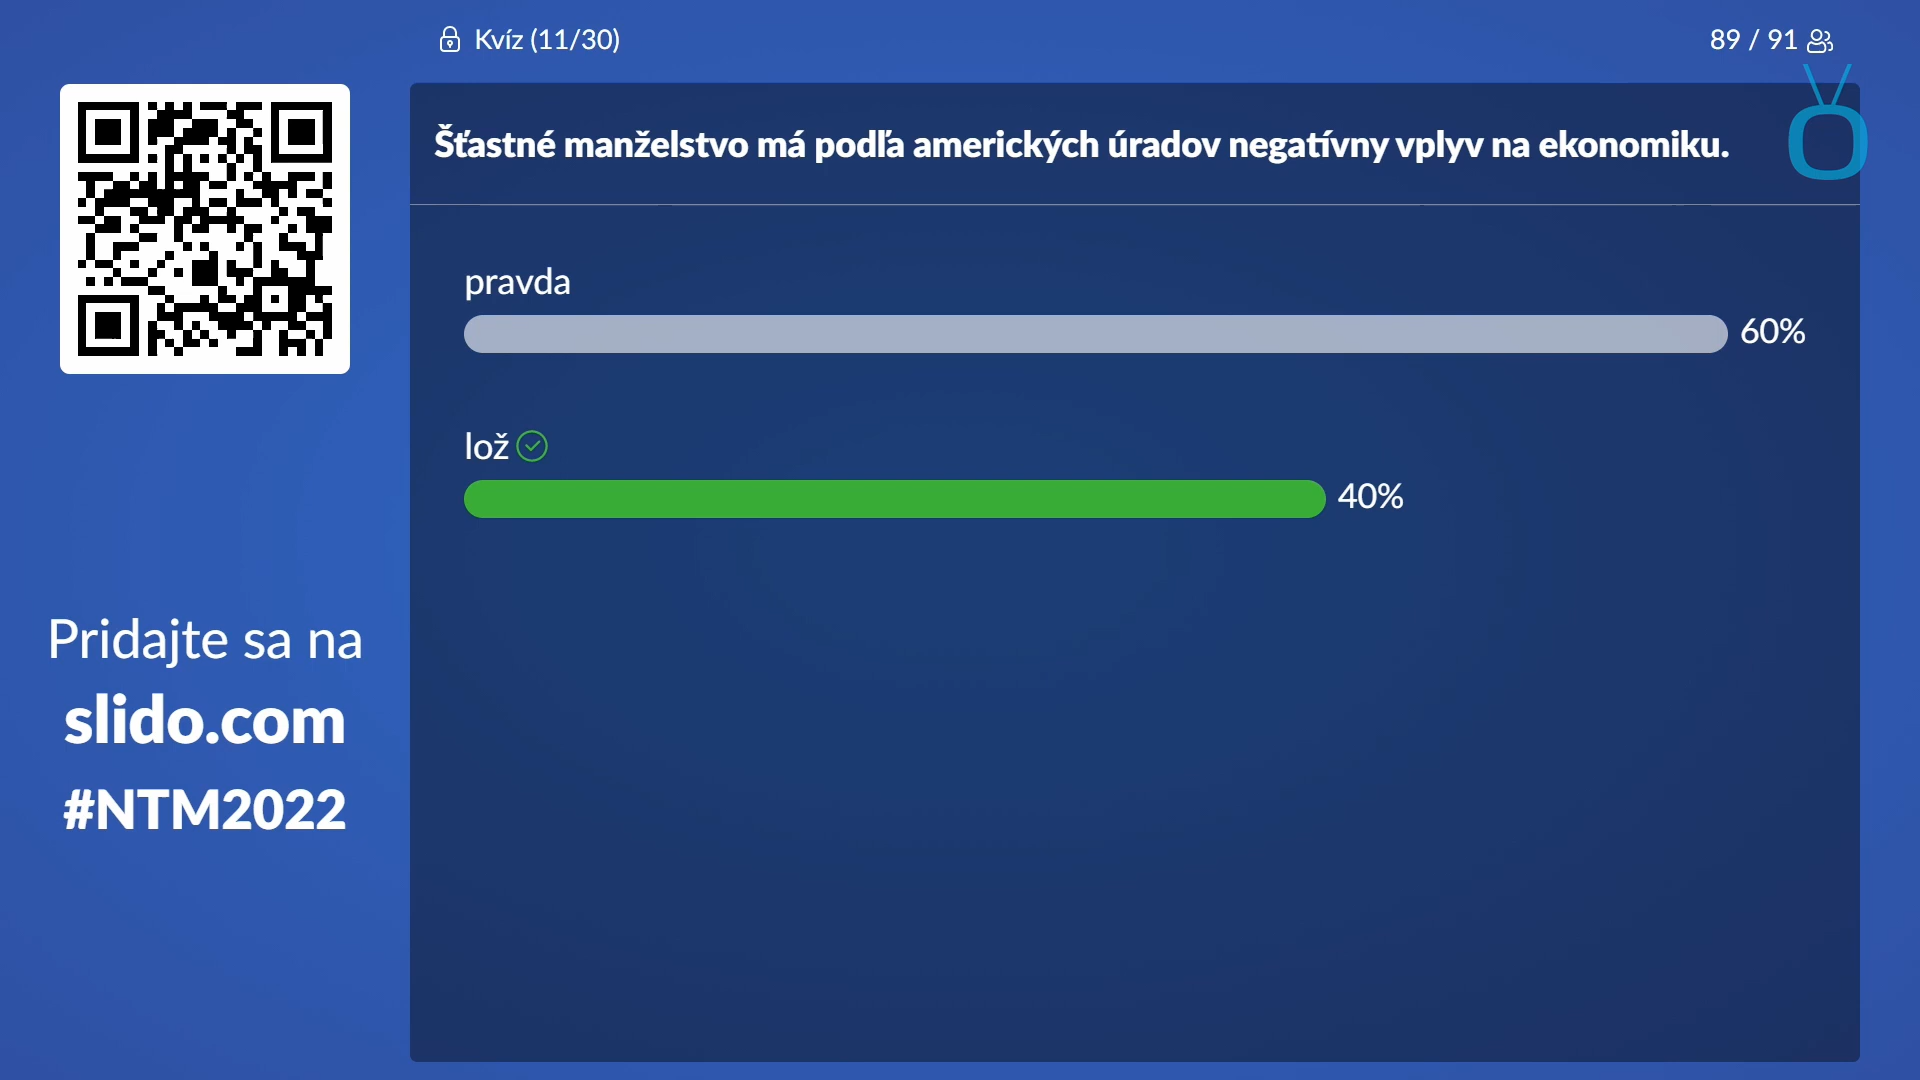 Kvíz (11/30)
89 / 91
Šťastné manželstvo má podľa amerických úradov negatívny vplyv na ekonomiku.
pravda
60%
lož
40%
Pridajte sa na
slido.com
#NTM2022